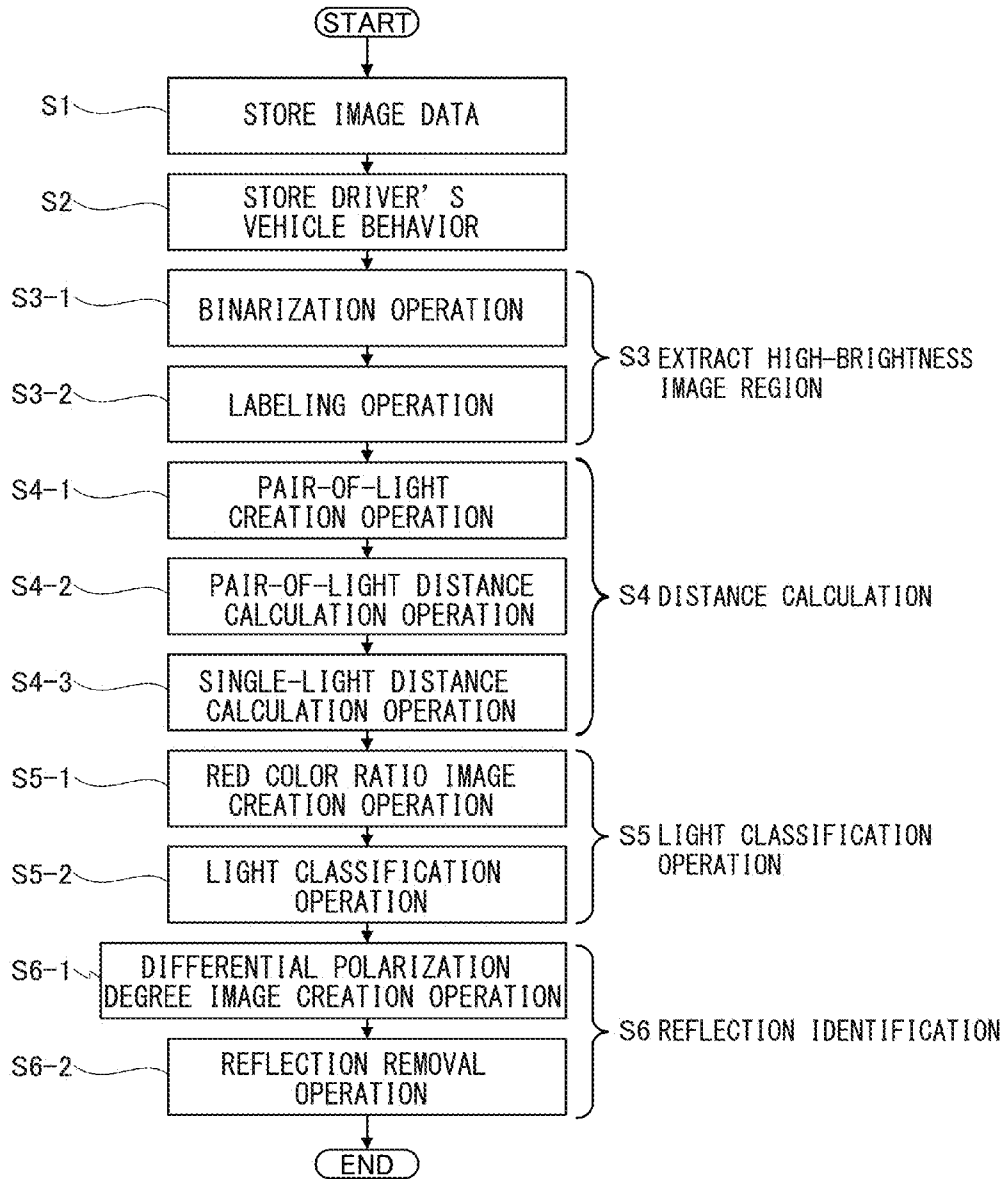 START
S1
STORE IMAGE DATA
S2
STORE DRIVER' S
VEHICLE BEHAVIOR
S3-1
BINARIZATION OPERATION
S3-2
LABELING OPERATION
S3 EXTRACT HIGH-BRIGHTNESS
IMAGE REGION
S4-1
PAIR-OF-LIGHT
CREATION OPERATION
S4-2
PAIR-OF-LIGHT DISTANCE
CALCULATION OPERATION
S4-3
SINGLE-LIGHT DISTANCE
CALCULATION OPERATION
S4 DISTANCE CALCULATION
S5-1
RED COLOR RATIO IMAGE
CREATION OPERATION
S5-2
LIGHT CLASSIFICATION
OPERATION
S5 LIGHT CLASSIFICATION
OPERATION
S6-1
DIFFERENTIAL POLARIZATION
DEGREE IMAGE CREATION OPERATION
S6-2
REFLECTION REMOVAL
OPERATION
S6 REFLECTION IDENTIFICATION
END